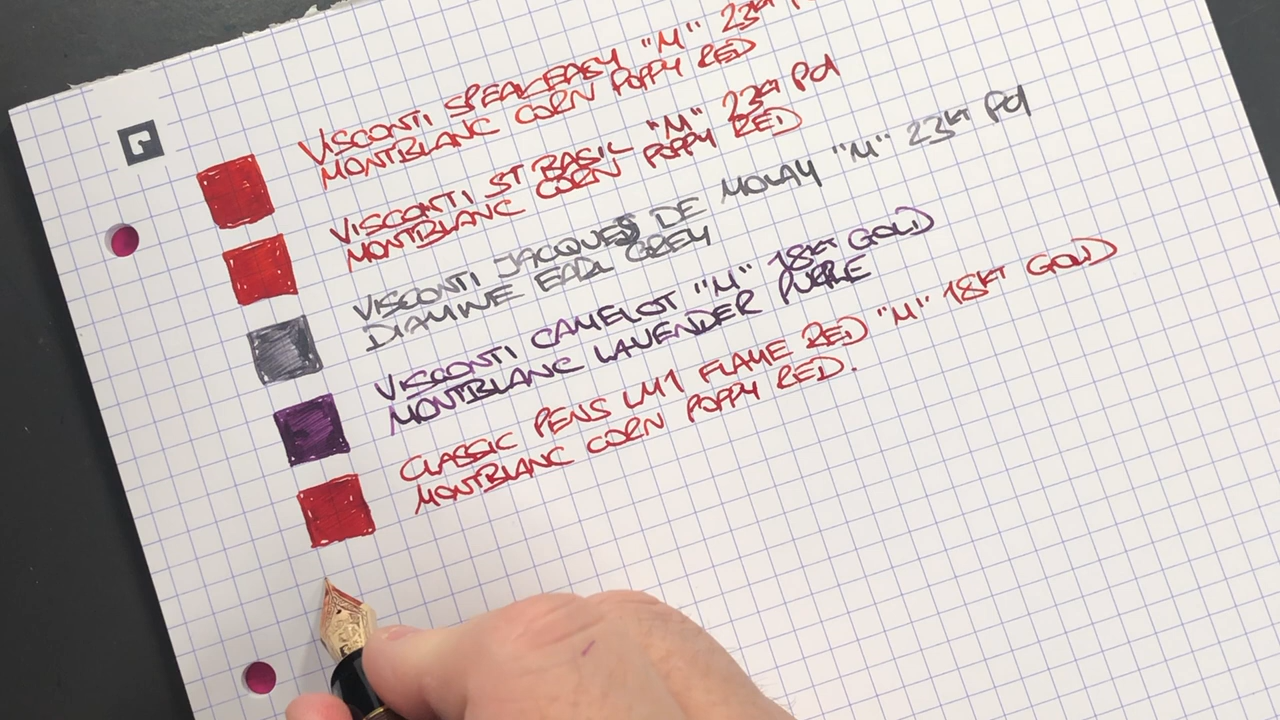 VISCONTI SPEAKEASY "M" 23KT
MONTBLANC CORN POPPY RED
VISCONTI ST BASIL "M" 23KT Pd
MONTBLANC CORN POPPY RED
VISCONTI JACQUES DE MOLAY "M" 23KT Pd
DIAMINE EARL GREY
VISCONTI CAMELOT "M" 18KT GOLD
MONTBLANC LAVENDER PURPLE
CLASSIC PENS LM1 FLAME RED "M" 18KT GOLD
MONTBLANC CORN POPPY RED.